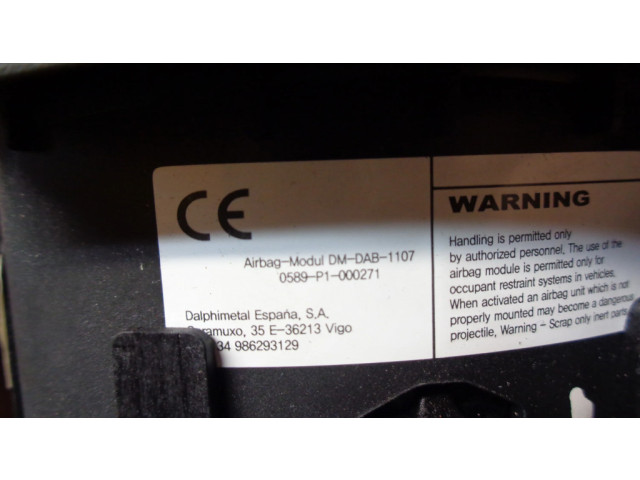 CE
Airbag-Modul DM-DAB-1107
0589-P1-000271
Dalphimetal España, S.A.
35 E-36213 Vigo
34 986293129
WARNING
Handling is permitted only
by authorized personnel. The use of the
airbag module is permitted only for
occupant restraint systems in vehicles.
When activated an airbag unit which is not
properly mounted may become a dangerous
projectile, Warning - Scrap only inert parts.